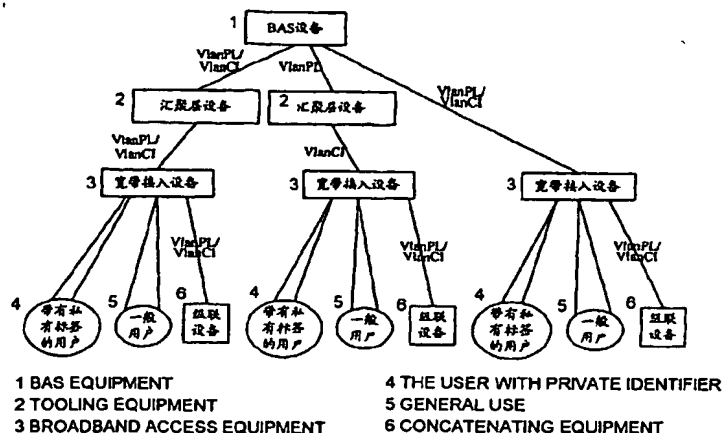 1 BAS设备
VlanPL/
VlanCI
VlanPL
VlanPL/
VlanCI
2 汇聚层设备
2 汇聚层设备
VlanPL/
VlanCI
VlanCI
3 宽带接入设备
3 宽带接入设备
3 宽带接入设备
VlanPL/
VlanCI
VlanPL/
VlanCI
VlanPL/
VlanCI
4 带有私
有标签
的用户
5 一般
用户
6 级联
设备
4 带有私
有标签
的用户
5 一般
用户
6 级联
设备
4 带有私
有标签
的用户
5 一般
用户
6 级联
设备
1 BAS EQUIPMENT
2 TOOLING EQUIPMENT
3 BROADBAND ACCESS EQUIPMENT
4 THE USER WITH PRIVATE IDENTIFIER
5 GENERAL USE
6 CONCATENATING EQUIPMENT